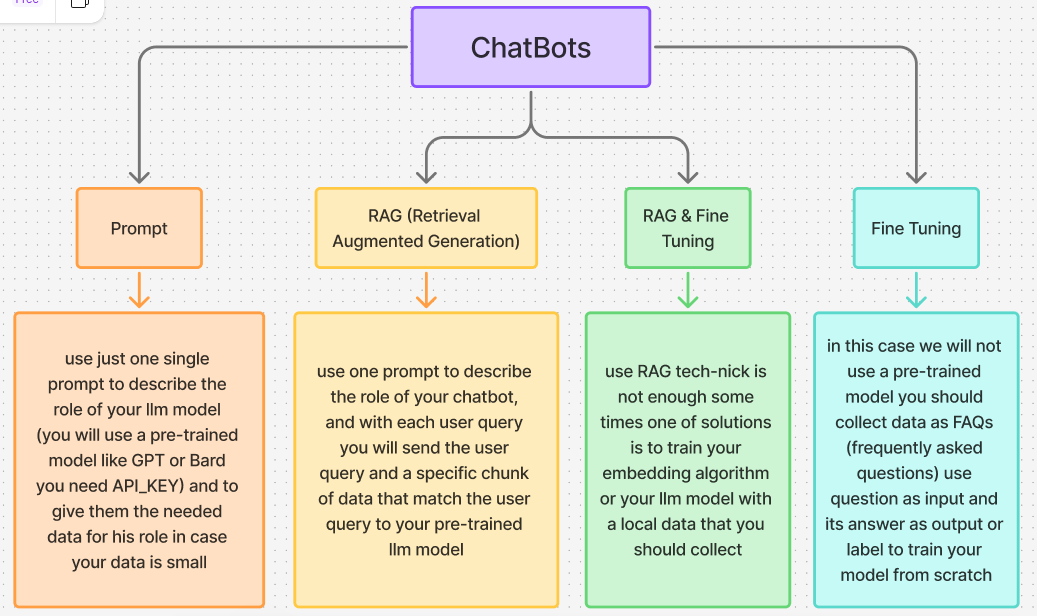 Free
ChatBots
Prompt
RAG (Retrieval
Augmented Generation)
RAG & Fine
Tuning
Fine Tuning
use just one single
prompt to describe the
role of your llm model
(you will use a pre-trained
model like GPT or Bard
you need API_KEY) and to
give them the needed
data for his role in case
your data is small
use one prompt to describe
the role of your chatbot,
and with each user query
you will send the user
query and a specific chunk
of data that match the user
query to your pre-trained
llm model
use RAG tech-nick is
not enough some
times one of solutions
is to train your
embedding algorithm
or your llm model with
a local data that you
should collect
in this case we will not
use a pre-trained
model you should
collect data as FAQs
(frequently asked
questions) use
question as input and
its answer as output or
label to train your
model from scratch